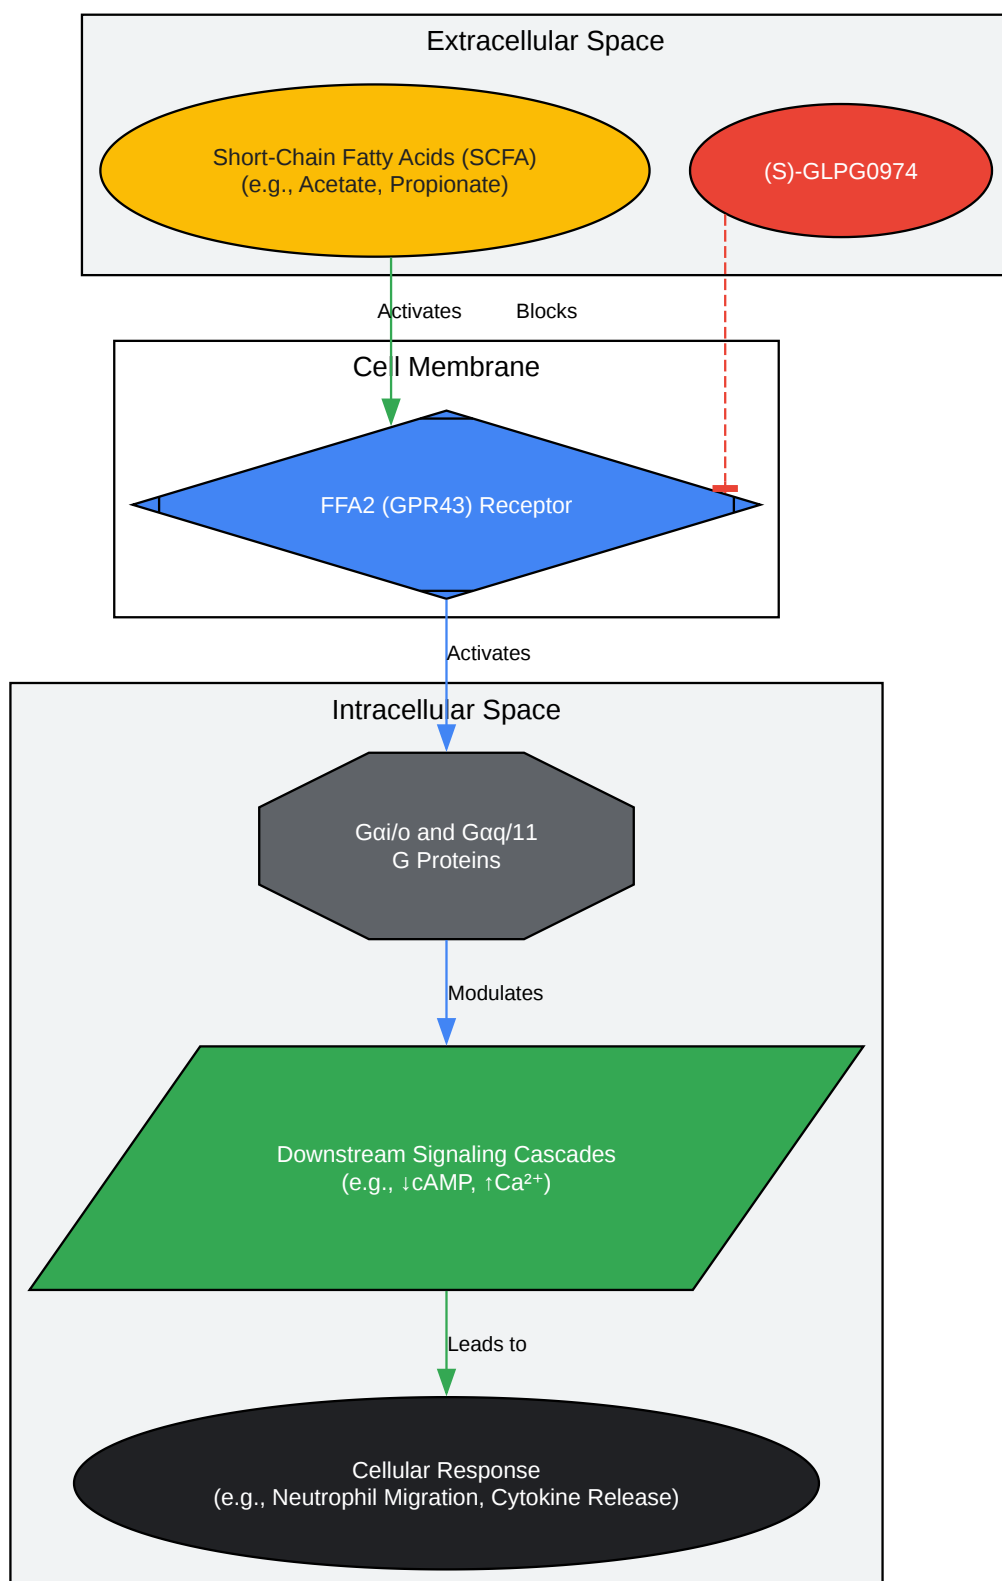 Extracellular Space
Short-Chain Fatty Acids (SCFA)
(e.g., Acetate, Propionate)
(S)-GLPG0974
Activates
Blocks
Cell Membrane
FFA2 (GPR43) Receptor
Activates
Intracellular Space
Gαi/o and Gαq/11
G Proteins
Modulates
Downstream Signaling Cascades
(e.g., ↓cAMP, ↑Ca²⁺)
Leads to
Cellular Response
(e.g., Neutrophil Migration, Cytokine Release)